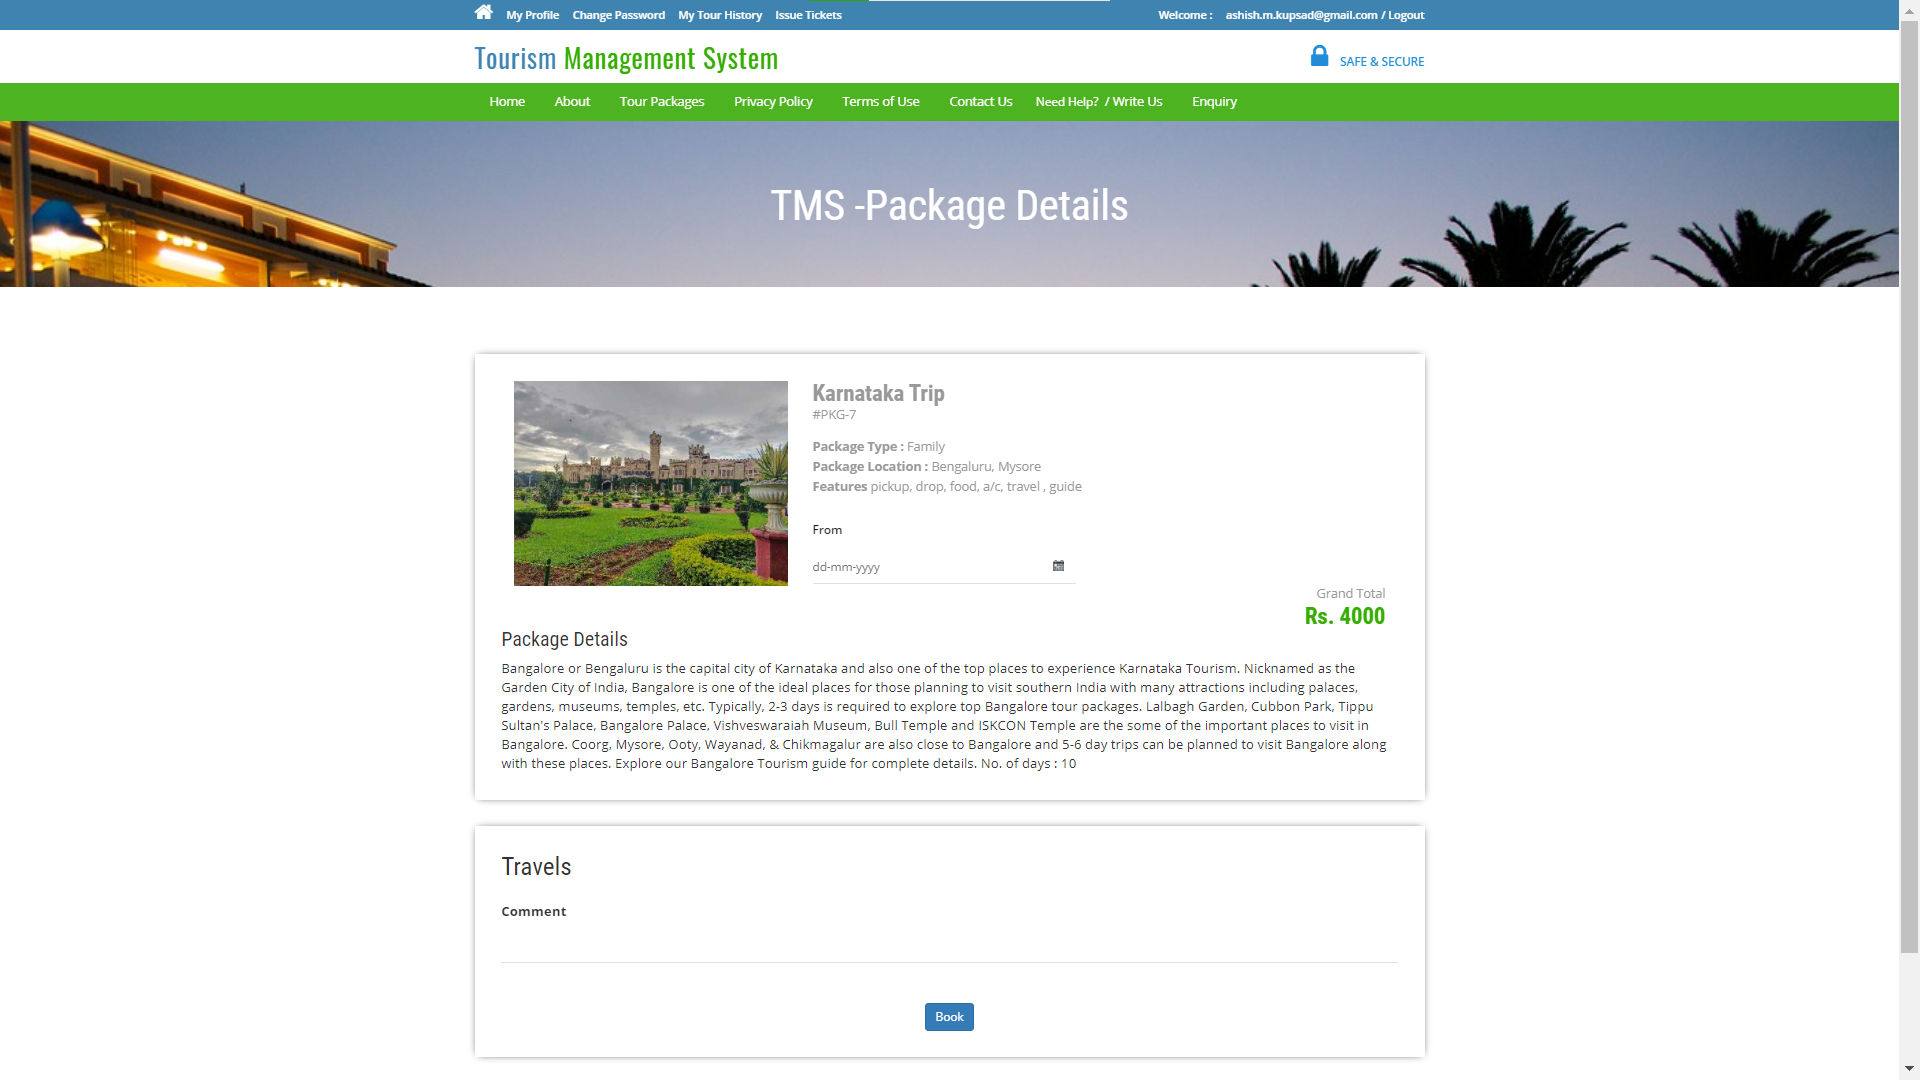 My Profile Change Password My Tour History Issue Tickets Welcome : ashish.m.kupsad@gmail.com / Logout
Tourism Management System SAFE & SECURE
Home About Tour Packages Privacy Policy Terms of Use Contact Us Need Help? / Write Us Enquiry
TMS -Package Details
Karnataka Trip
#PKG-7
Package Type : Family
Package Location : Bengaluru, Mysore
Features pickup, drop, food, a/c, travel , guide
From
dd-mm-yyyy
Grand Total
Rs. 4000
Package Details
Bangalore or Bengaluru is the capital city of Karnataka and also one of the top places to experience Karnataka Tourism. Nicknamed as the
Garden City of India, Bangalore is one of the ideal places for those planning to visit southern India with many attractions including palaces,
gardens, museums, temples, etc. Typically, 2-3 days is required to explore top Bangalore tour packages. Lalbagh Garden, Cubbon Park, Tippu
Sultan's Palace, Bangalore Palace, Vishveswaraiah Museum, Bull Temple and ISKCON Temple are the some of the important places to visit in
Bangalore. Coorg, Mysore, Ooty, Wayanad, & Chikmagalur are also close to Bangalore and 5-6 day trips can be planned to visit Bangalore along
with these places. Explore our Bangalore Tourism guide for complete details. No. of days : 10
Travels
Comment
Book